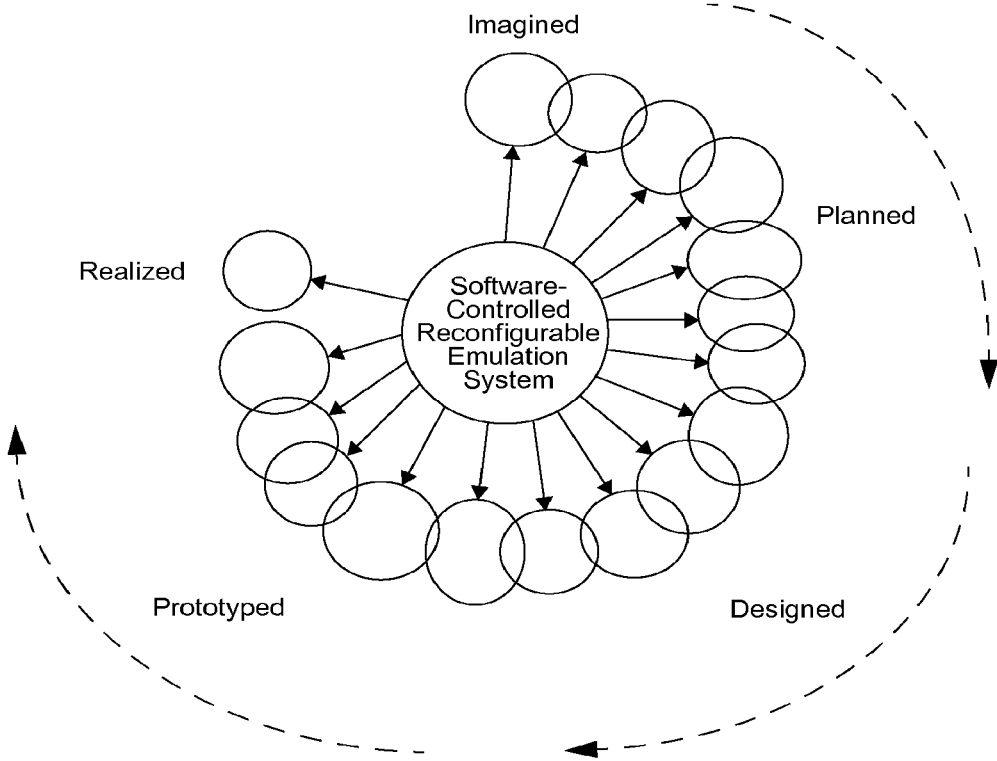 Imagined
Planned
Realized
Software-
Controlled
Reconfigurable
Emulation
System
Prototyped
Designed